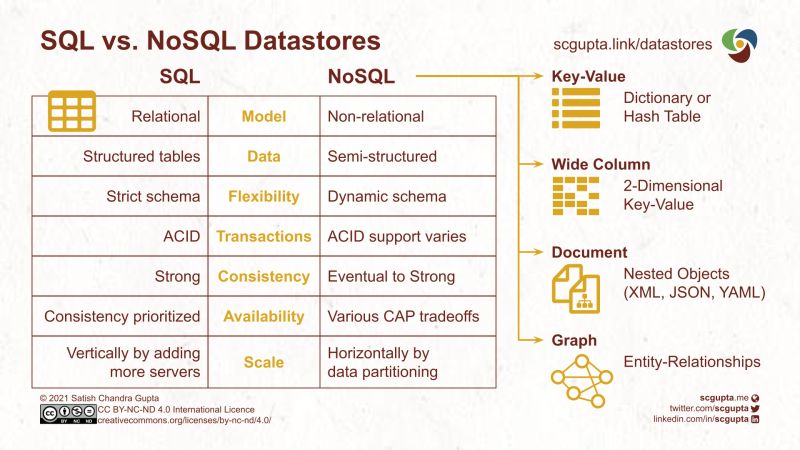 SQL vs. NoSQL Datastores
scgupta.link/datastores
SQL
NoSQL
Relational
Model
Non-relational
Structured tables
Data
Semi-structured
Strict schema
Flexibility
Dynamic schema
ACID
Transactions
ACID support varies
Strong
Consistency
Eventual to Strong
Consistency prioritized
Availability
Various CAP tradeoffs
Vertically by adding
more servers
Scale
Horizontally by
data partitioning
Key-Value
Dictionary or
Hash Table
Wide Column
2-Dimensional
Key-Value
Document
Nested Objects
(XML, JSON, YAML)
Graph
Entity-Relationships
© 2021 Satish Chandra Gupta
CC BY-NC-ND 4.0 International Licence
creativecommons.org/licenses/by-nc-nd/4.0/
cc
BY NC ND
scgupta.me
twitter.com/scgupta
linkedin.com/in/scgupta